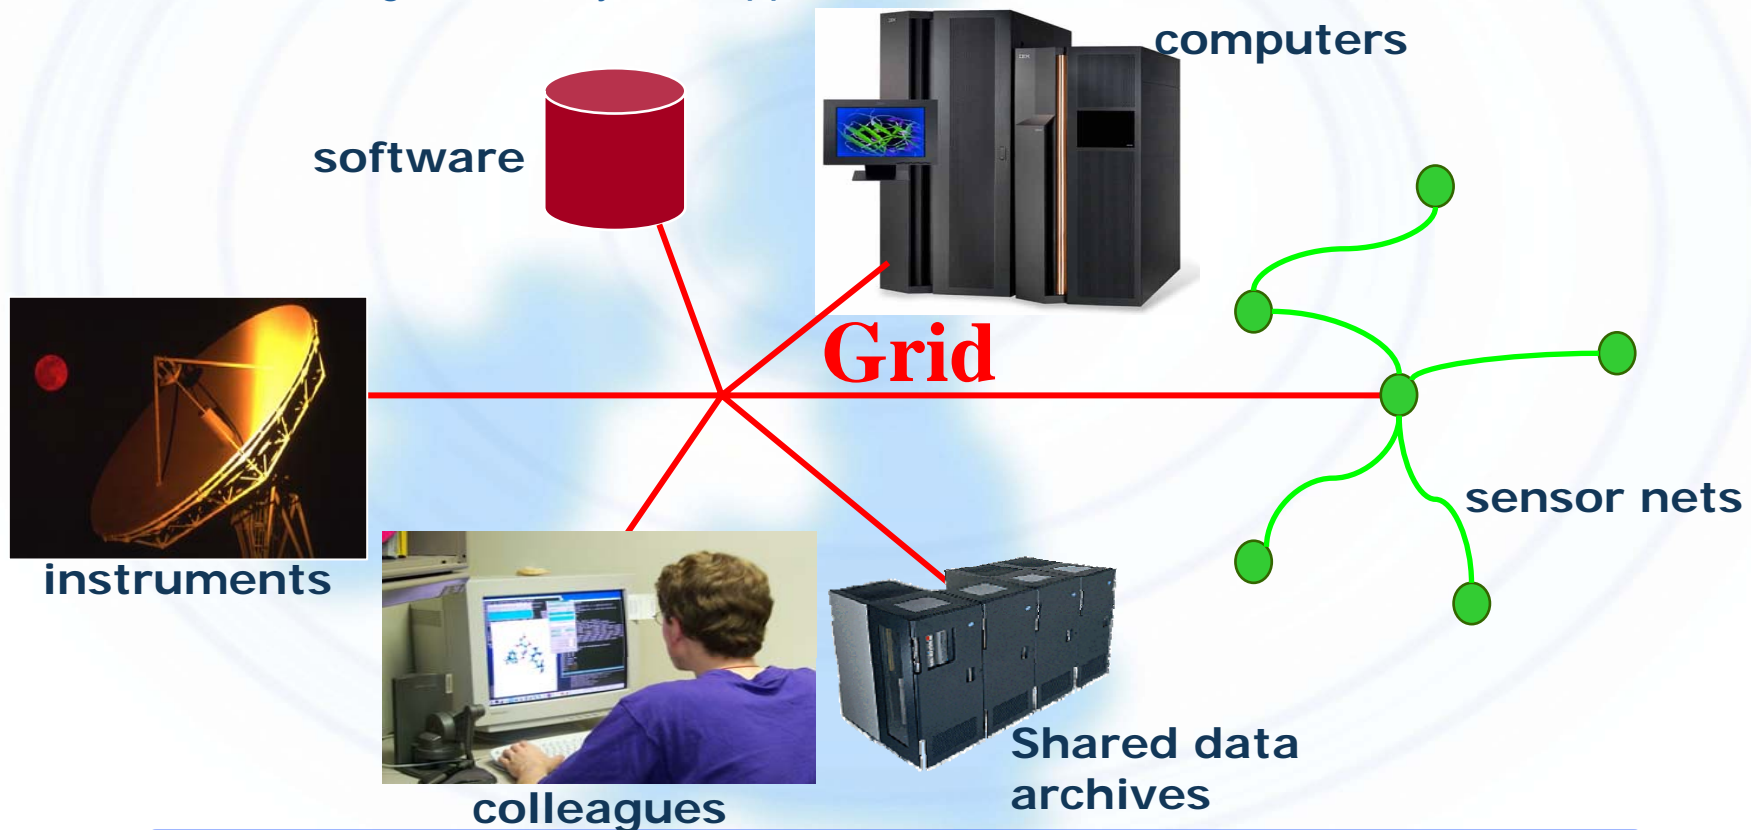 computers
software
Grid
sensor nets
instruments
Shared data
archives
colleagues